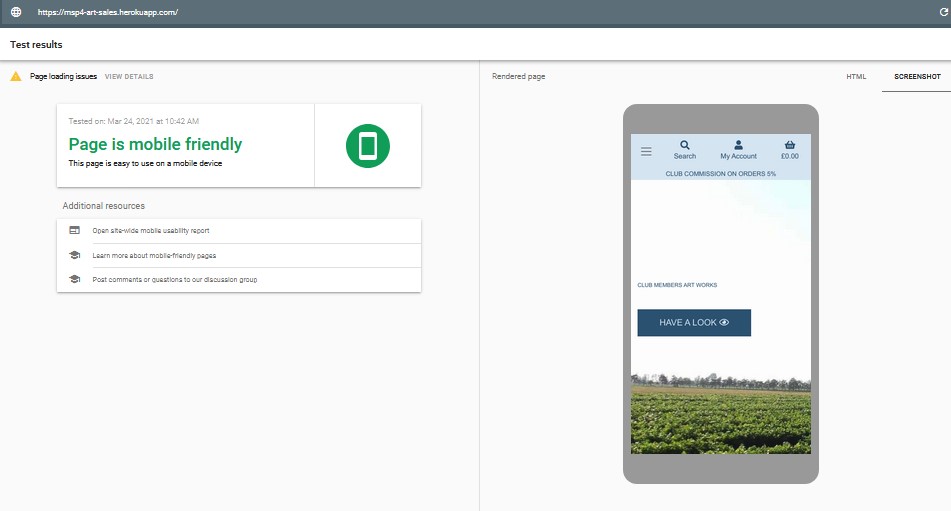 https://msp4-art-sales.herokuapp.com/
Test results
Page loading issues VIEW DETAILS
Tested on: Mar 24, 2021 at 10:42 AM
Page is mobile friendly
This page is easy to use on a mobile device
Additional resources
Open site-wide mobile usability report
Learn more about mobile-friendly pages
Post comments or questions to our discussion group
Rendered page HTML SCREENSHOT
Search My Account £0.00
CLUB COMMISSION ON ORDERS 5%
CLUB MEMBERS ART WORKS
HAVE A LOOK